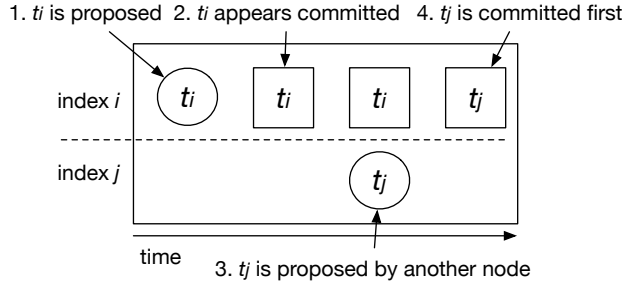 1. ti is proposed 2. ti appears committed 4. tj is committed first
index i ti ti ti tj
index j tj
time
3. tj is proposed by another node